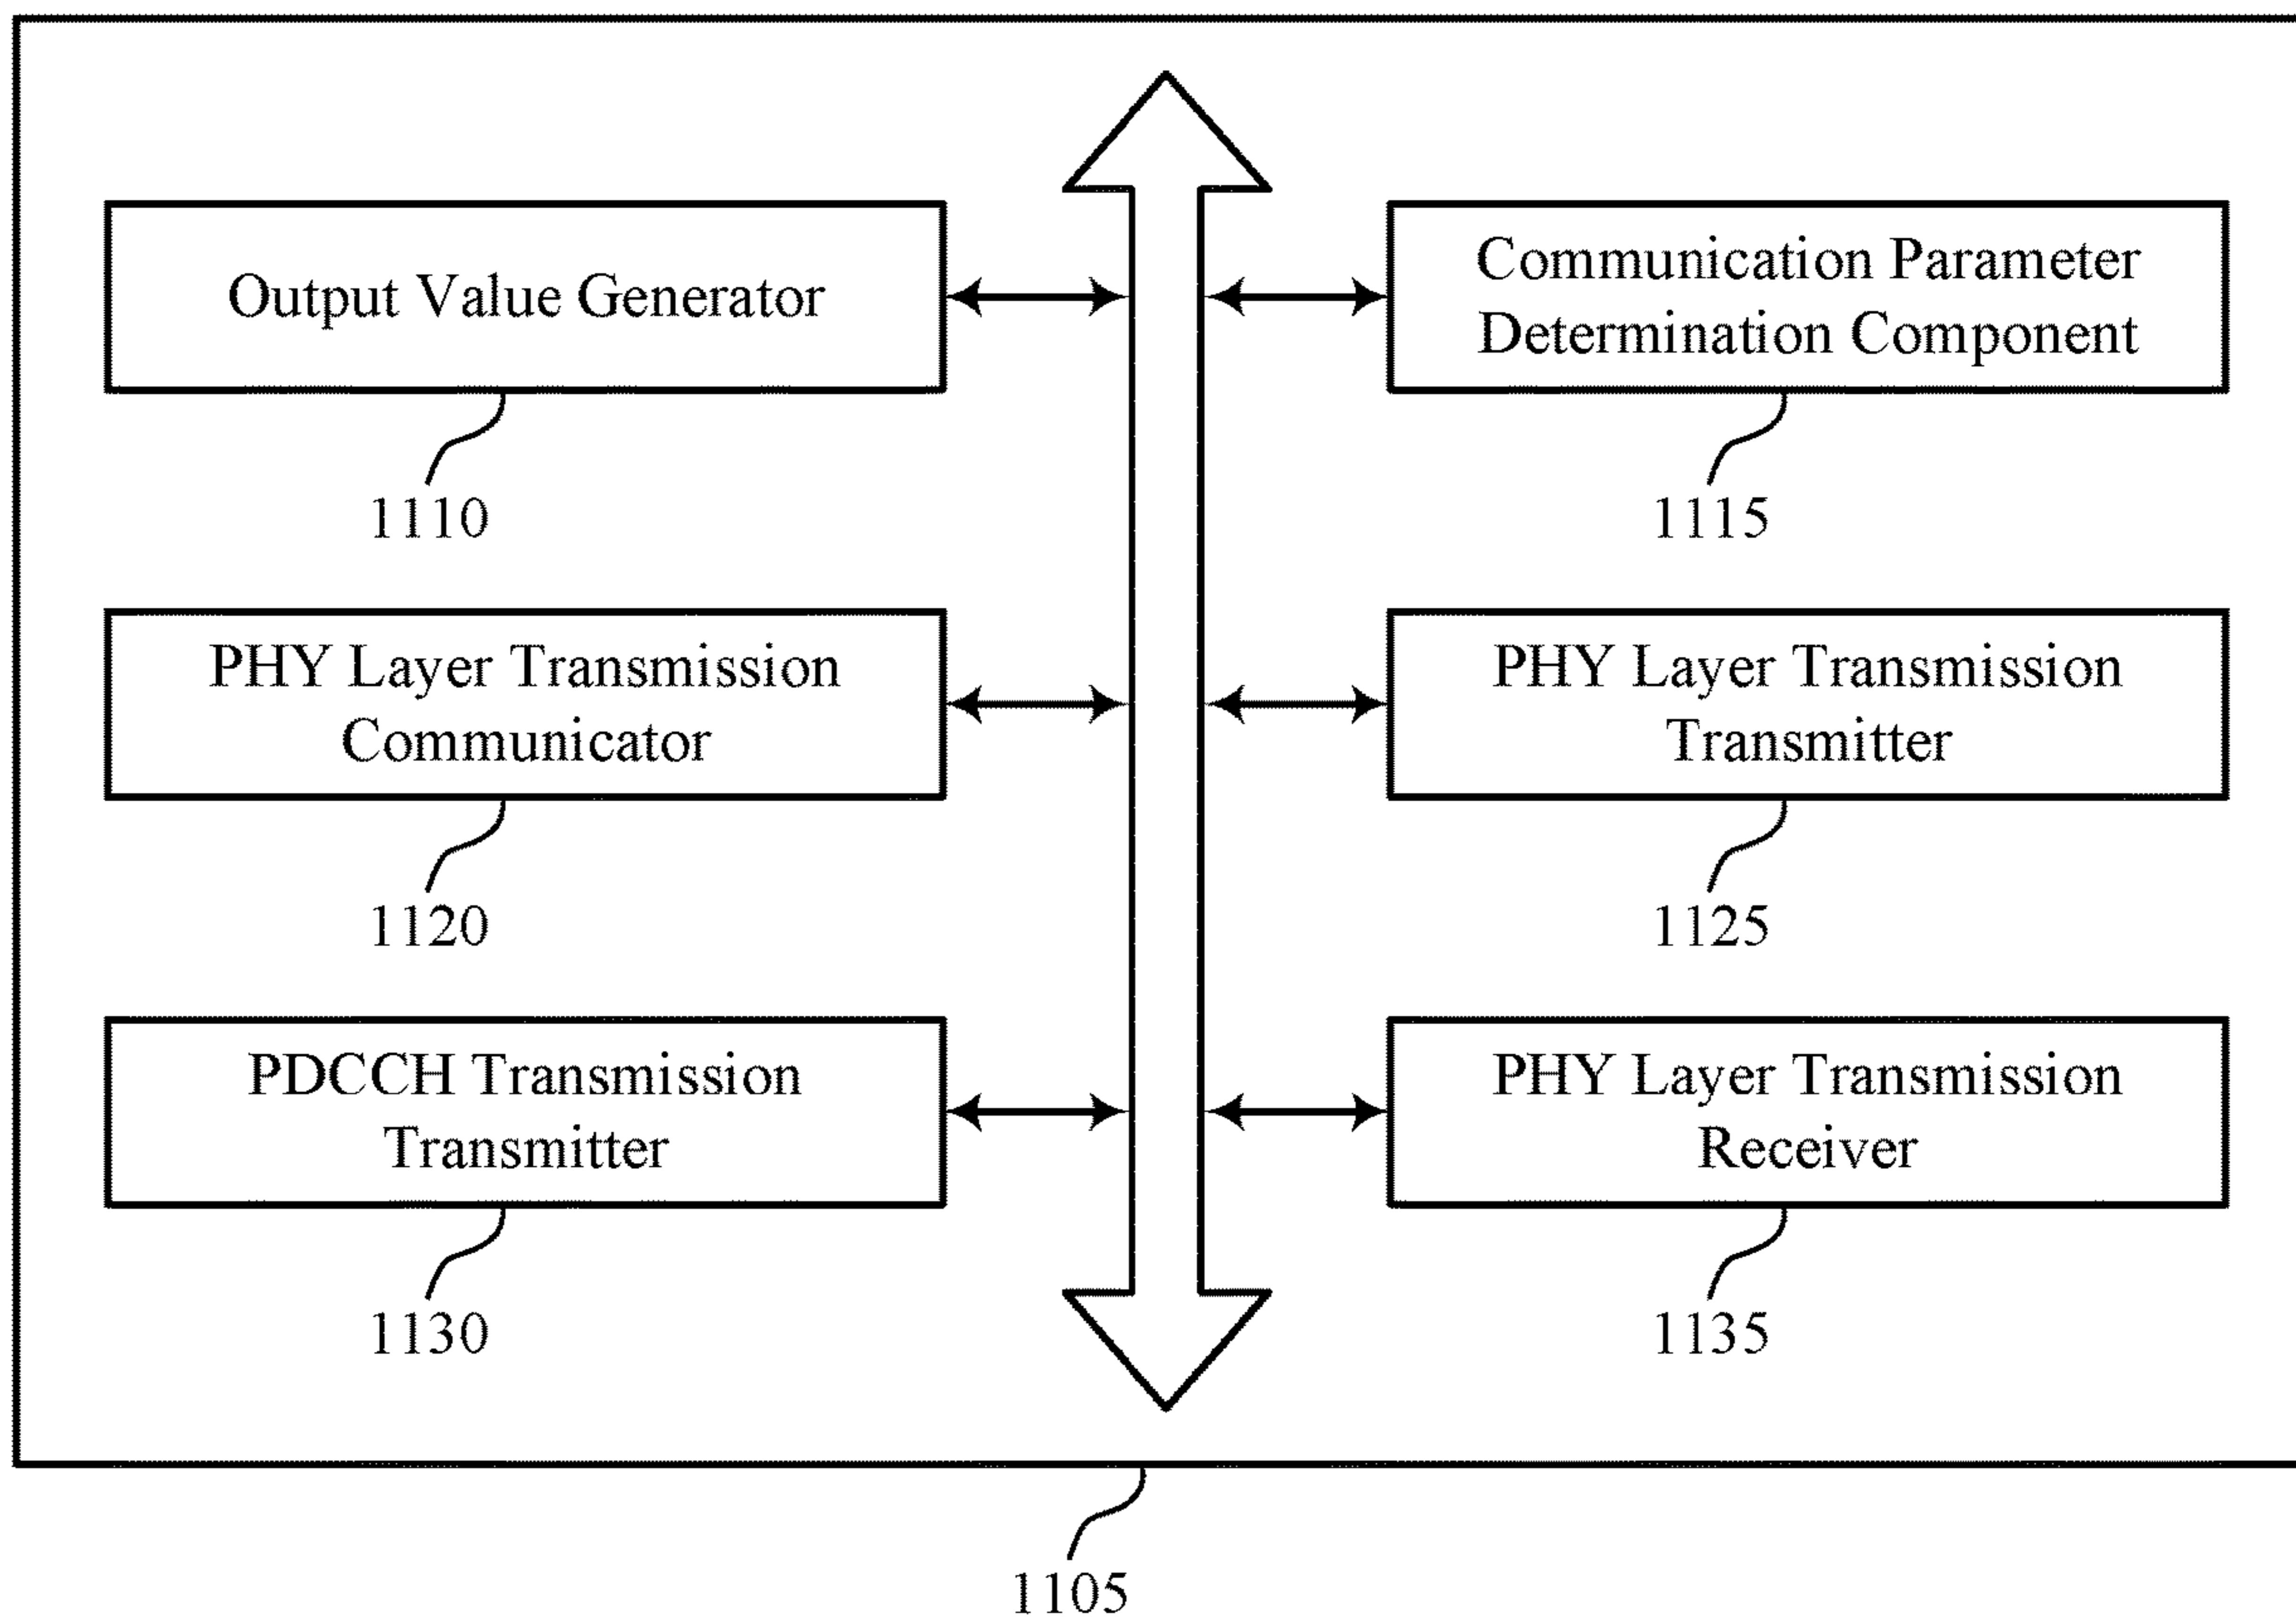 Output Value Generator
1110
Communication Parameter
Determination Component
1115
PHY Layer Transmission
Communicator
1120
PHY Layer Transmission
Transmitter
1125
PDCCH Transmission
Transmitter
1130
PHY Layer Transmission
Receiver
1135
1105